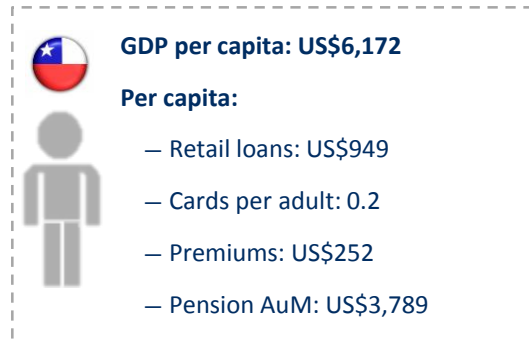 GDP per capita: US$6,172
Per capita:
— Retail loans: US$949
— Cards per adult: 0.2
— Premiums: US$252
— Pension AuM: US$3,789